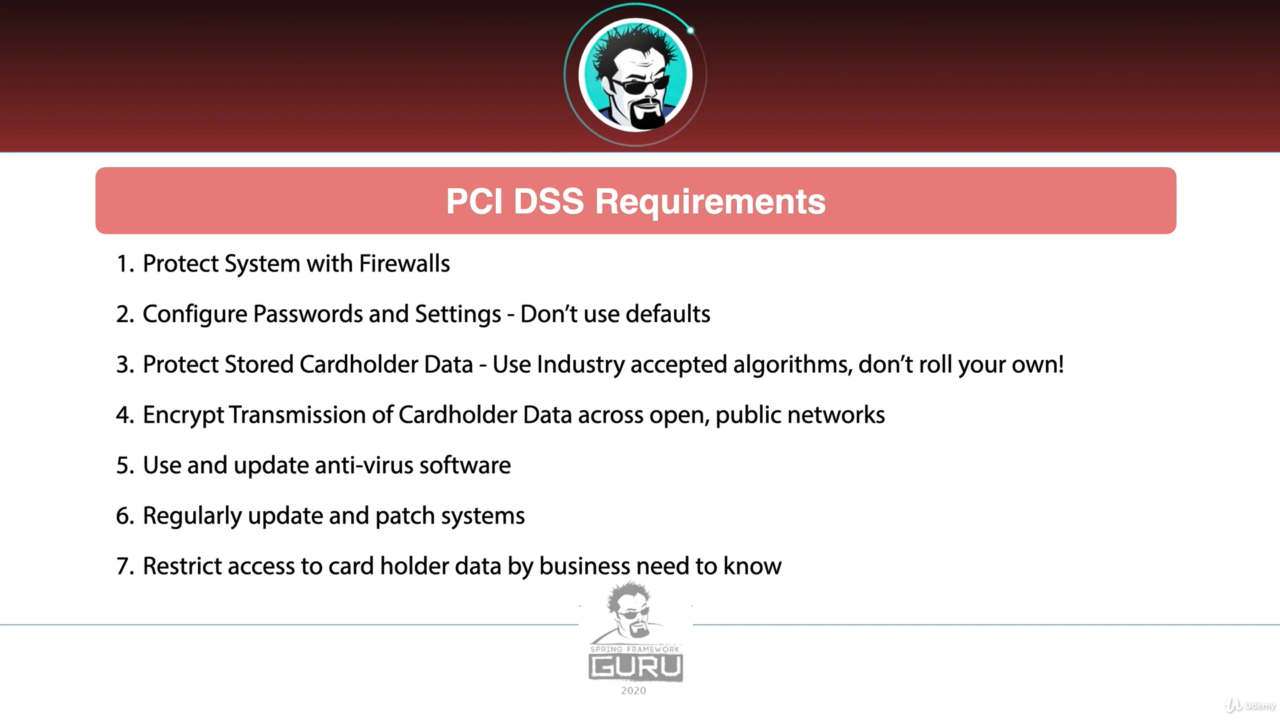 PCI DSS Requirements
1. Protect System with Firewalls
2. Configure Passwords and Settings - Don’t use defaults
3. Protect Stored Cardholder Data - Use Industry accepted algorithms, don’t roll your own!
4. Encrypt Transmission of Cardholder Data across open, public networks
5. Use and update anti-virus software
6. Regularly update and patch systems
7. Restrict access to card holder data by business need to know
SPRING FRAMEWORK
GURU
2020
Udemy